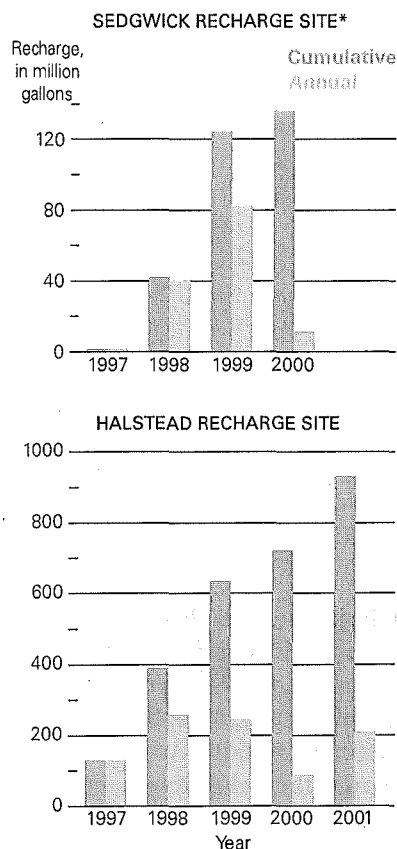 SEDGWICK RECHARGE SITE*
Recharge,
in million
gallons
Cumulative
Annual
120
80
40
0
1997 1998 1999 2000
HALSTEAD RECHARGE SITE
1000
800
600
400
200
0
1997 1998 1999 2000 2001
Year